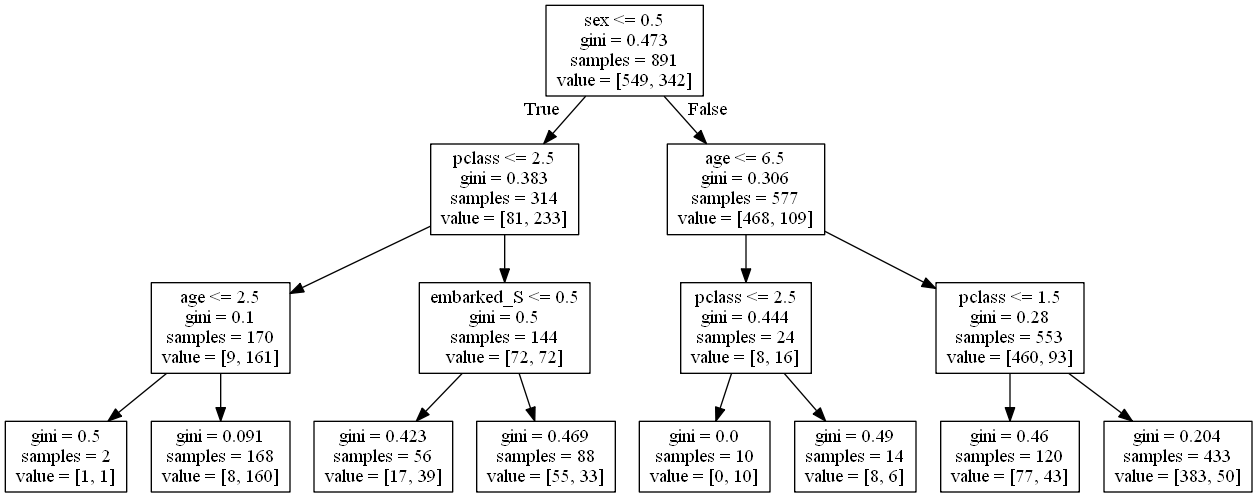 sex <= 0.5
gini = 0.473
samples = 891
value = [549, 342]
True
False
pclass <= 2.5
gini = 0.383
samples = 314
value = [81, 233]
age <= 6.5
gini = 0.306
samples = 577
value = [468, 109]
age <= 2.5
gini = 0.1
samples = 170
value = [9, 161]
embarked_S <= 0.5
gini = 0.5
samples = 144
value = [72, 72]
pclass <= 2.5
gini = 0.444
samples = 24
value = [8, 16]
pclass <= 1.5
gini = 0.28
samples = 553
value = [460, 93]
gini = 0.5
samples = 2
value = [1, 1]
gini = 0.091
samples = 168
value = [8, 160]
gini = 0.423
samples = 56
value = [17, 39]
gini = 0.469
samples = 88
value = [55, 33]
gini = 0.0
samples = 10
value = [0, 10]
gini = 0.49
samples = 14
value = [8, 6]
gini = 0.46
samples = 120
value = [77, 43]
gini = 0.204
samples = 433
value = [383, 50]